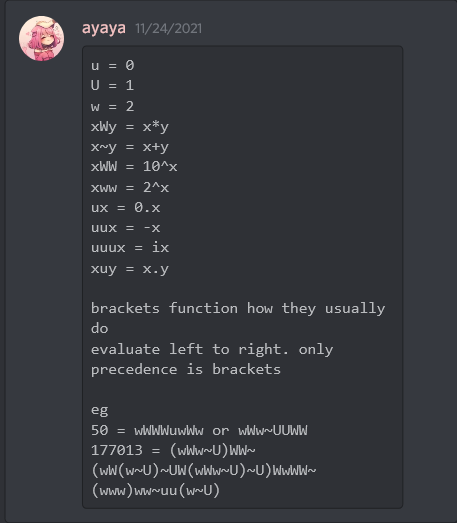 ayaya 11/24/2021
u = 0
U = 1
w = 2
xWy = x*y
x~y = x+y
xWW = 10^x
xww = 2^x
ux = 0.x
uux = -x
uuux = ix
xuy = x.y
brackets function how they usually
do
evaluate left to right. only
precedence is brackets
eg
50 = wWWWuwWw or wWw~UUWW
177013 = (wWw~U)WW~
(wW(w~U)~UW(wWw~U)~U)WwWW~
(www)ww~uu(w~U)